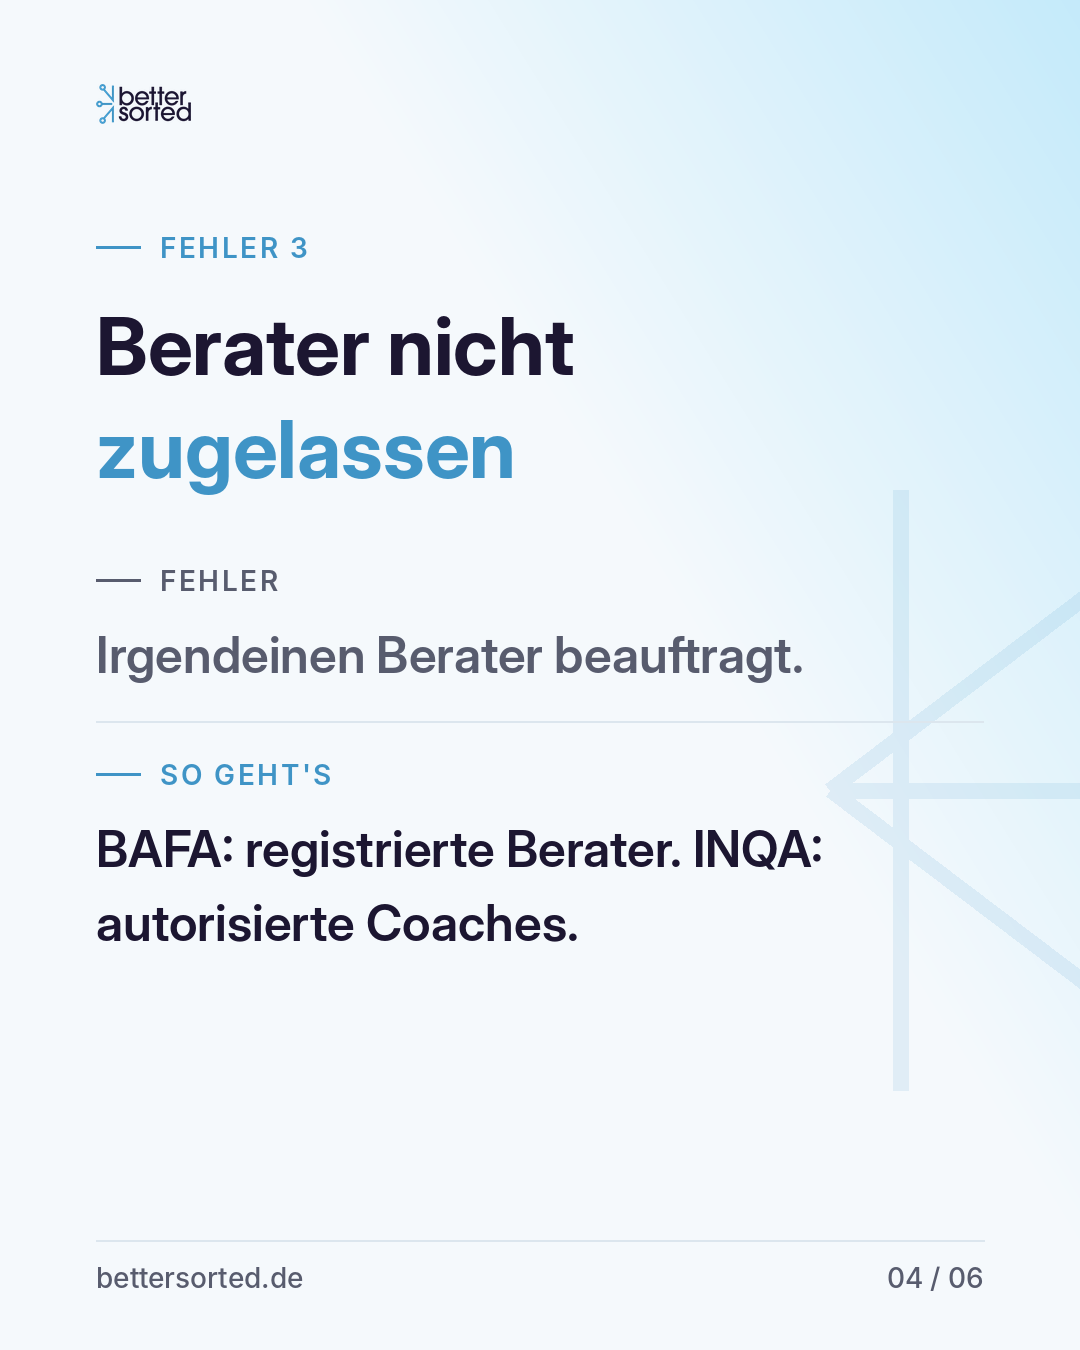 better
sorted
FEHLER 3
Berater nicht
zugelassen
FEHLER
Irgendeinen Berater beauftragt.
SO GEHT'S
BAFA: registrierte Berater. INQA:
autorisierte Coaches.
bettersorted.de
04 / 06